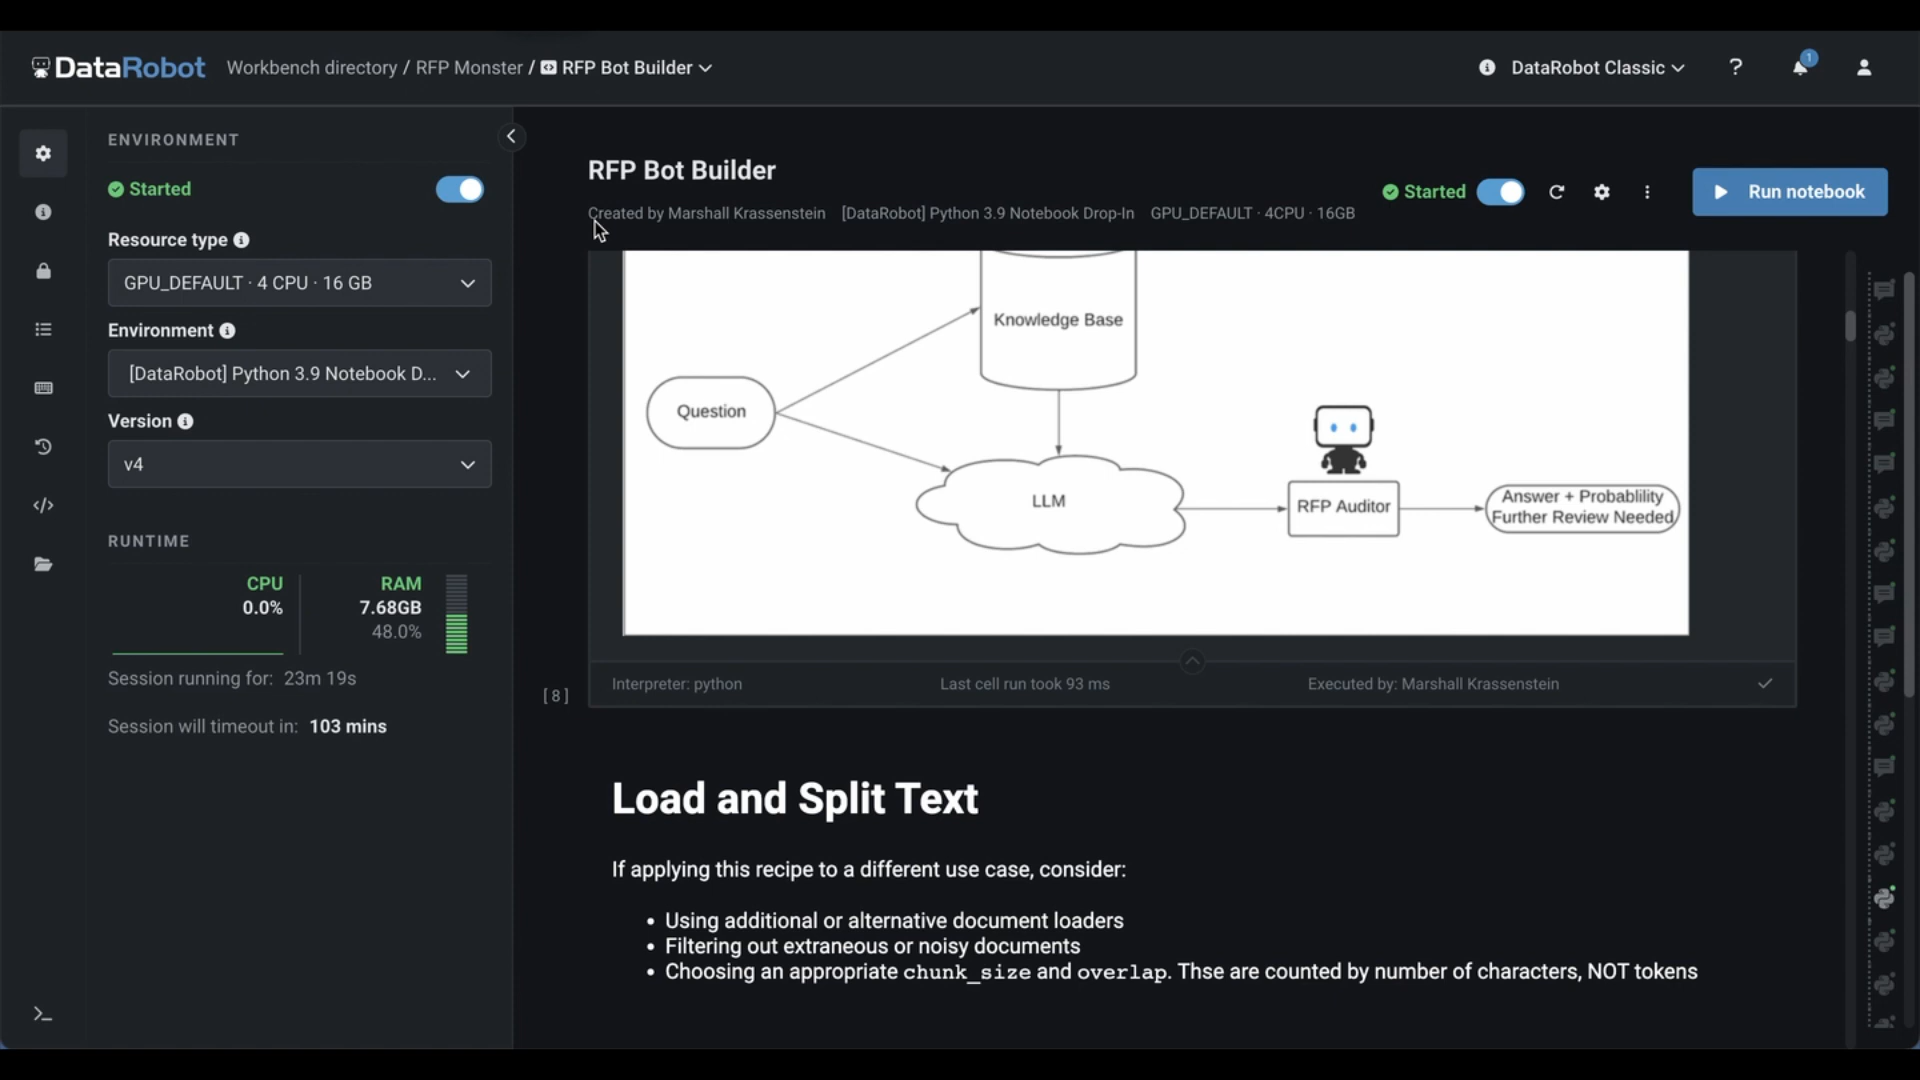 DataRobot
Workbench directory / RFP Monster / RFP Bot Builder
DataRobot Classic
?
1
ENVIRONMENT
Started
Resource type
GPU_DEFAULT · 4 CPU · 16 GB
Environment
[DataRobot] Python 3.9 Notebook D...
Version
v4
RUNTIME
CPU
0.0%
RAM
7.68GB
48.0%
Session running for: 23m 19s
Session will timeout in: 103 mins
RFP Bot Builder
Created by Marshall Krassenstein [DataRobot] Python 3.9 Notebook Drop-In GPU_DEFAULT · 4CPU · 16GB
Started
Run notebook
Knowledge Base
Question
LLM
RFP Auditor
Answer + Probablility
Further Review Needed
[8]
Interpreter: python
Last cell run took 93 ms
Executed by: Marshall Krassenstein
Load and Split Text
If applying this recipe to a different use case, consider:
• Using additional or alternative document loaders
• Filtering out extraneous or noisy documents
• Choosing an appropriate chunk_size and overlap. Thse are counted by number of characters, NOT tokens